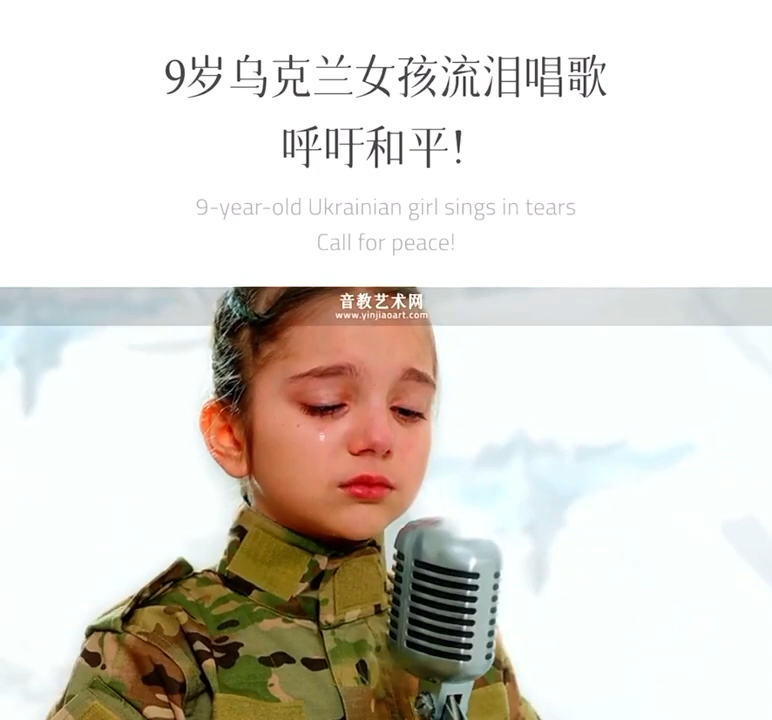 9岁乌克兰女孩流泪唱歌
呼吁和平!
9-year-old Ukrainian girl sings in tears
Call for peace!
音教艺术网
www.yinjiaoart.com